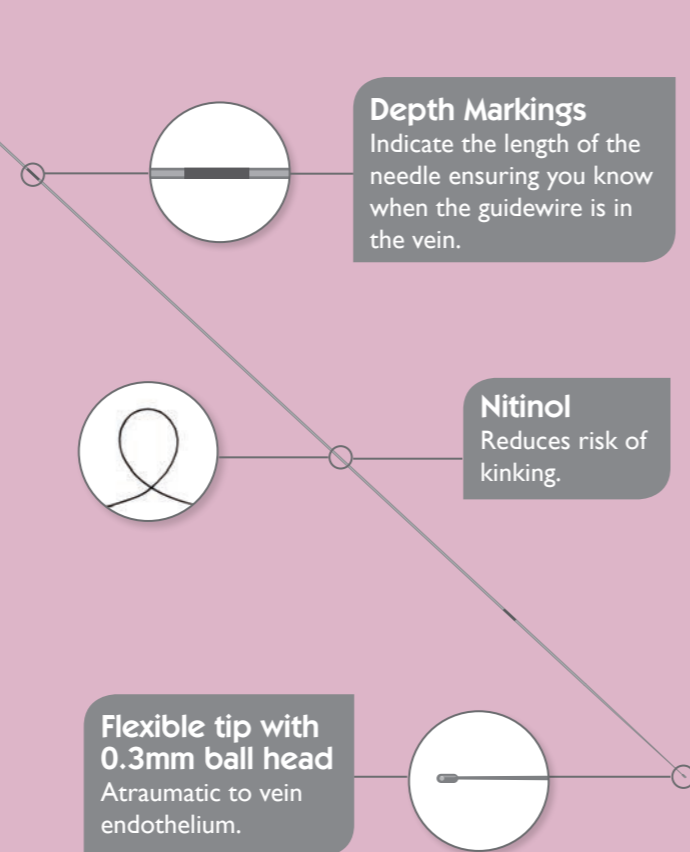 Depth Markings
Indicate the length of the
needle ensuring you know
when the guidewire is in
the vein.
Nitinol
Reduces risk of
kinking.
Flexible tip with
0.3mm ball head
Atraumatic to vein
endothelium.